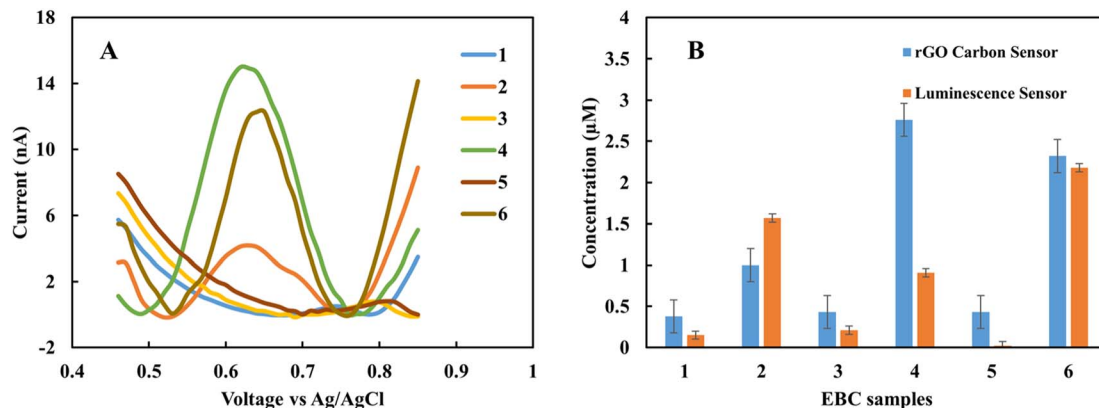 A
18
14
10
6
2
-2
0.4 0.5 0.6 0.7 0.8 0.9 1
Current (nA)
Voltage vs Ag/AgCl
1
2
3
4
5
6
B
4
3.5
3
2.5
2
1.5
1
0.5
0
1 2 3 4 5 6
Concentration (µM)
EBC samples
rGO Carbon Sensor
Luminescence Sensor